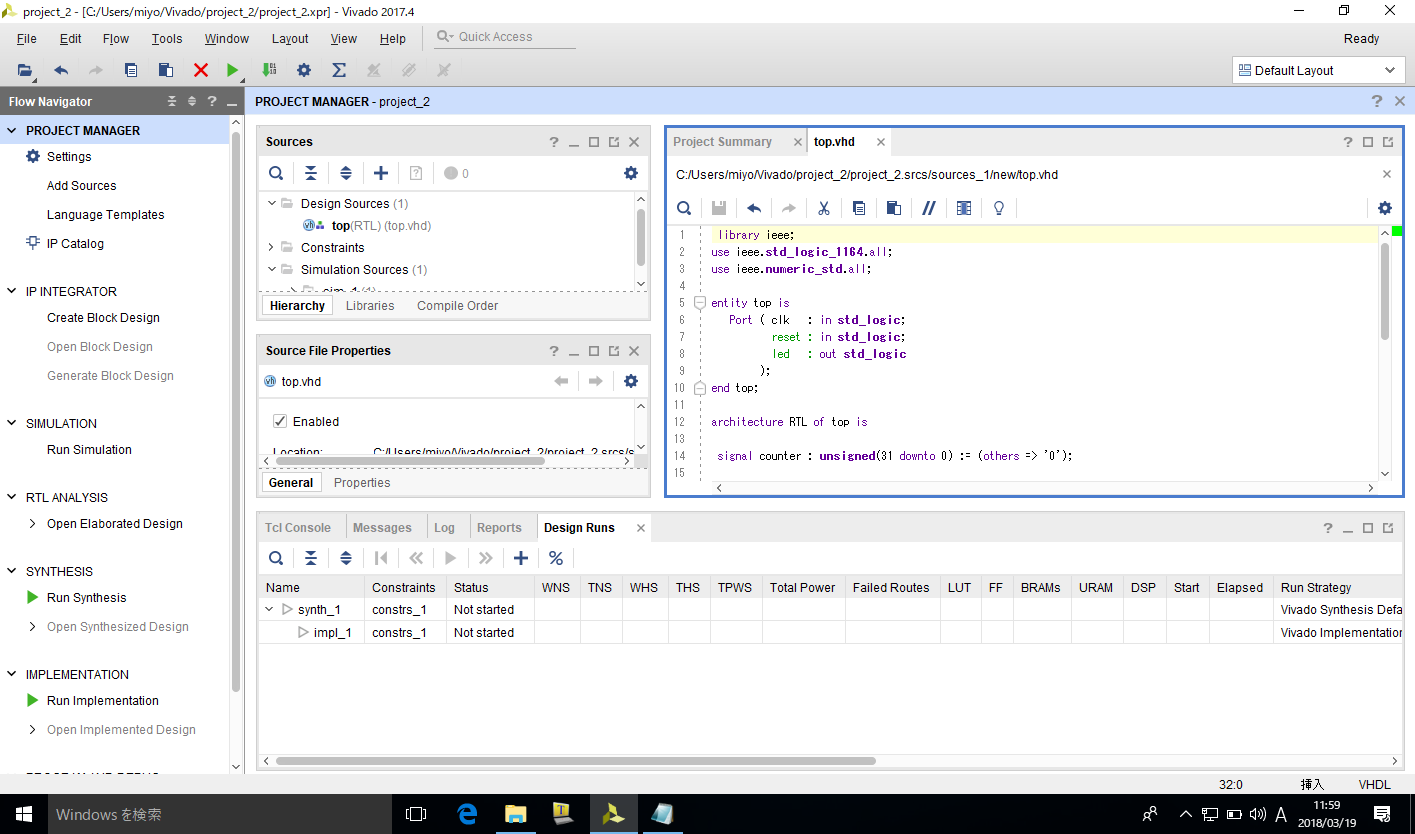 project_2 - [C:/Users/miyo/Vivado/project_2/project_2.xpr] - Vivado 2017.4
File Edit Flow Tools Window Layout View Help Quick Access Ready
Default Layout
Flow Navigator
PROJECT MANAGER
Settings
Add Sources
Language Templates
IP Catalog
IP INTEGRATOR
Create Block Design
Open Block Design
Generate Block Design
SIMULATION
Run Simulation
RTL ANALYSIS
Open Elaborated Design
SYNTHESIS
Run Synthesis
Open Synthesized Design
IMPLEMENTATION
Run Implementation
Open Implemented Design
PROJECT MANAGER - project_2
Sources
0
Design Sources (1)
top(RTL) (top.vhd)
Constraints
Simulation Sources (1)
sim_1 (1)
Hierarchy Libraries Compile Order
Source File Properties
top.vhd
Enabled
Location: C:/Users/miyo/Vivado/project_2/project_2.srcs/s
General Properties
Project Summary top.vhd
C:/Users/miyo/Vivado/project_2/project_2.srcs/sources_1/new/top.vhd
1 library ieee;
2 use ieee.std_logic_1164.all;
3 use ieee.numeric_std.all;
4
5 entity top is
6 Port ( clk : in std_logic;
7 reset : in std_logic;
8 led : out std_logic
9 );
10 end top;
11
12 architecture RTL of top is
13
14 signal counter : unsigned(31 downto 0) := (others => '0');
15
Tcl Console Messages Log Reports Design Runs
Name Constraints Status WNS TNS WHS THS TPWS Total Power Failed Routes LUT FF BRAMs URAM DSP Start Elapsed Run Strategy
synth_1 constrs_1 Not started Vivado Synthesis Defa
impl_1 constrs_1 Not started Vivado Implementation
32:0 挿入 VHDL
Windows を検索
A
11:59
2018/03/19